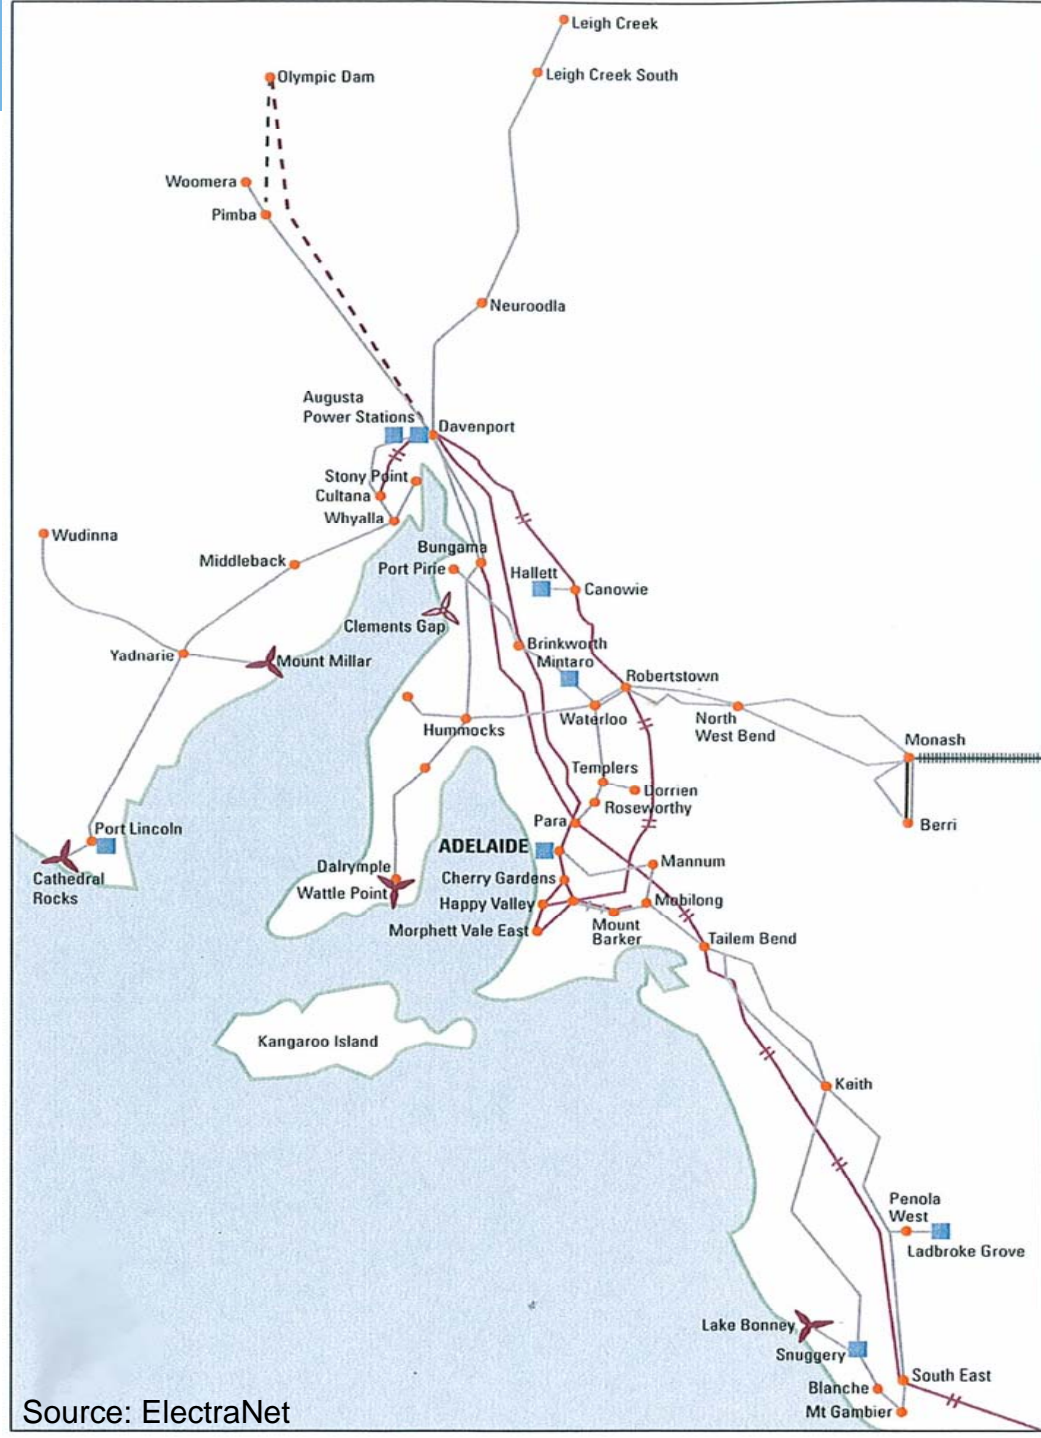 Leigh Creek
Olympic Dam
Leigh Creek South
Woomera
Pimba
Neuroodla
Augusta
Power Stations
Davenport
Stony Point
Cultana
Whyalla
Wudinna
Bungama
Middleback
Port Pirie
Hallett
Canowie
Clements Gap
Brinkworth
Yadnarie
Mount Millar
Mintaro
Robertstown
Waterloo
North
West Bend
Hummocks
Monash
Templers
Dorrien
Roseworthy
Para
Berri
Port Lincoln
ADELAIDE
Mannum
Dalrymple
Cathedral
Rocks
Cherry Gardens
Wattle Point
Happy Valley
Mobilong
Mount
Barker
Morphett Vale East
Tailem Bend
Kangaroo Island
Keith
Penola
West
Ladbroke Grove
Lake Bonney
Snuggery
South East
Blanche
Mt Gambier
Source: ElectraNet